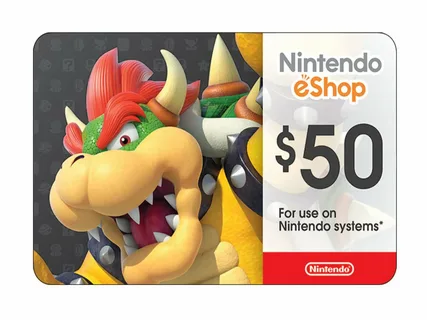 Nintendo
eShop
$50
For use on
Nintendo systems*
Nintendo